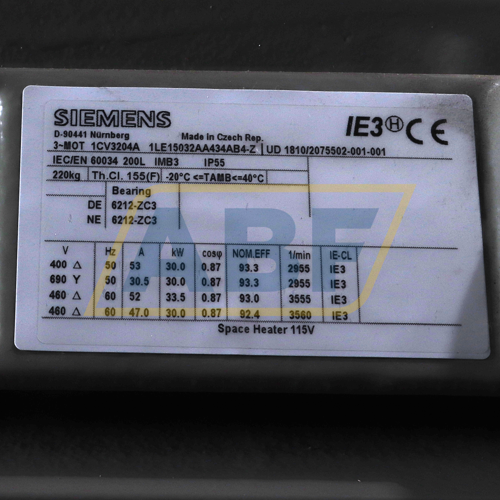 SIEMENS
IE3 H CE
D-90441 Nürnberg Made in Czech Rep.
3~MOT 1CV3204A 1LE15032AA434AB4-Z UD 1810/2075502-001-001
IEC/EN 60034 200L IMB3 IP55
220kg Th.Cl. 155(F) -20°C <=TAMB<=40°C
Bearing
DE 6212-ZC3
NE 6212-ZC3
V Hz A kW cosφ NOM.EFF 1/min IE-CL
400 Δ 50 53 30.0 0.87 93.3 2955 IE3
690 Y 50 30.5 30.0 0.87 93.3 2955 IE3
460 Δ 60 52 33.5 0.87 93.0 3555 IE3
460 Δ 60 47.0 30.0 0.87 92.4 3560 IE3
Space Heater 115V
ABF